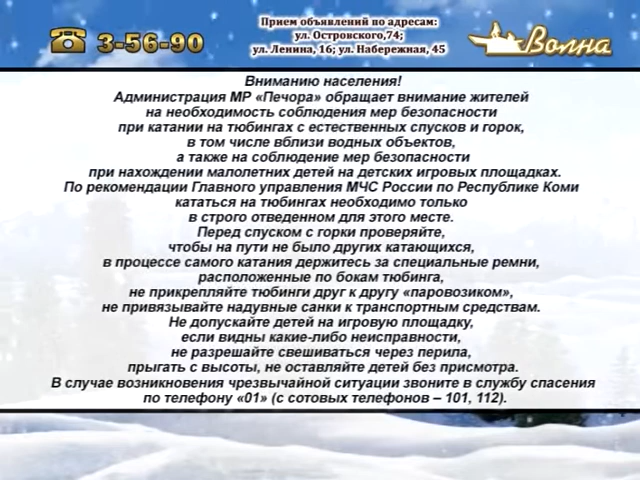 ☎ 3-56-90
Прием объявлений по адресам:
ул. Островского,74;
ул. Ленина, 16; ул. Набережная, 45
Волна
Вниманию населения!
Администрация МР «Печора» обращает внимание жителей
на необходимость соблюдения мер безопасности
при катании на тюбингах с естественных спусков и горок,
в том числе вблизи водных объектов,
а также на соблюдение мер безопасности
при нахождении малолетних детей на детских игровых площадках.
По рекомендации Главного управления МЧС России по Республике Коми
кататься на тюбингах необходимо только
в строго отведенном для этого месте.
Перед спуском с горки проверяйте,
чтобы на пути не было других катающихся,
в процессе самого катания держитесь за специальные ремни,
расположенные по бокам тюбинга,
не прикрепляйте тюбинги друг к другу «паровозиком»,
не привязывайте надувные санки к транспортным средствам.
Не допускайте детей на игровую площадку,
если видны какие-либо неисправности,
не разрешайте свешиваться через перила,
прыгать с высоты, не оставляйте детей без присмотра.
В случае возникновения чрезвычайной ситуации звоните в службу спасения
по телефону «01» (с сотовых телефонов – 101, 112).